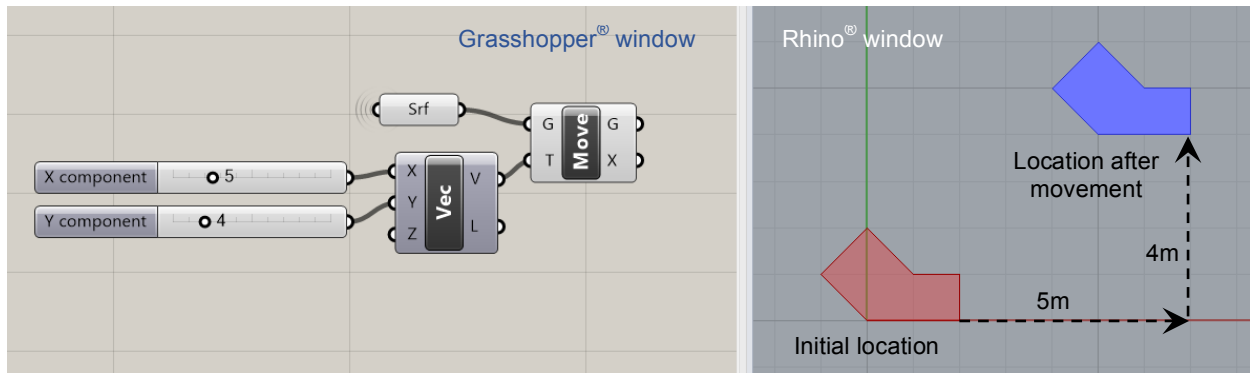 Grasshopper® window
Srf
G
Move
G
T
X
X component
5
X
Vec
V
Y component
4
Y
Z
L
Rhino® window
Location after
movement
4m
5m
Initial location